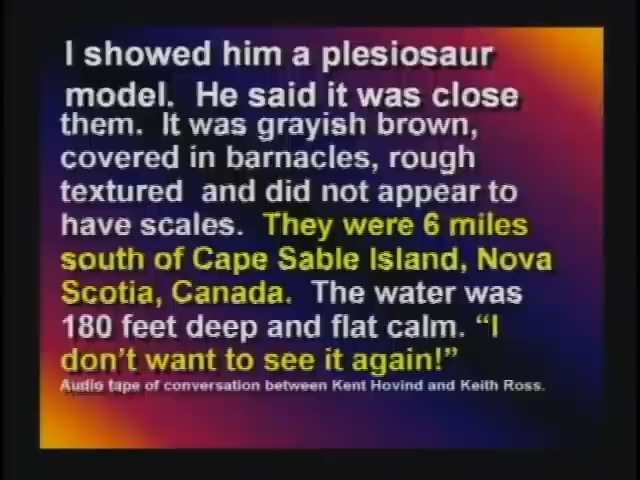 I showed him a plesiosaur
model.  He said it was close
them.  It was grayish brown,
covered in barnacles, rough
textured  and did not appear to
have scales.  They were 6 miles
south of Cape Sable Island, Nova
Scotia, Canada.  The water was
180 feet deep and flat calm. “I
don’t want to see it again!”
Audio tape of conversation between Kent Hovind and Keith Ross.